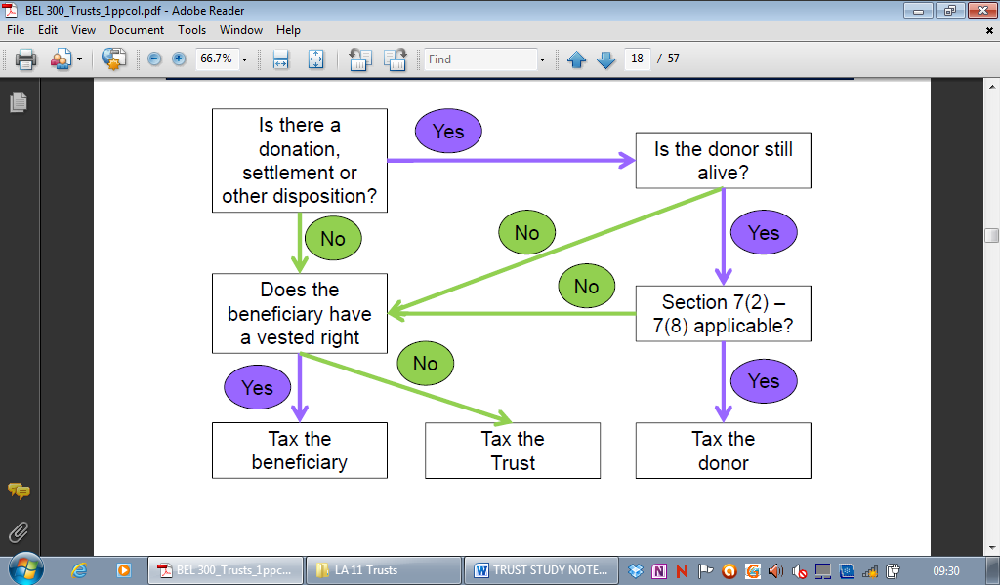 BEL 300_Trusts_1ppcol.pdf - Adobe Reader
File Edit View Document Tools Window Help
66.7% Find 18 / 57
Is there a
donation,
settlement or
other disposition?
Yes
Is the donor still
alive?
No
No
Yes
Does the
beneficiary have
a vested right
No
Section 7(2) –
7(8) applicable?
Yes
No
Yes
Tax the
beneficiary
Tax the
Trust
Tax the
donor
BEL 300_Trusts_1ppc... LA 11 Trusts TRUST STUDY NOTE... 09:30